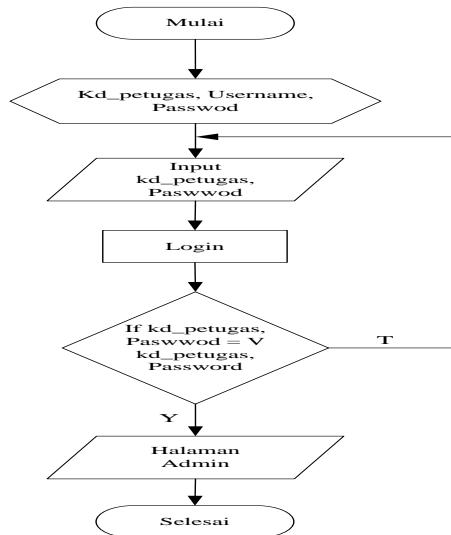 Mulai
Kd_petugas, Username,
Passwod
Input
kd_petugas,
Paswwod
Login
If kd_petugas,
Paswwod = V
kd_petugas,
Password
T
Y
Halaman
Admin
Selesai